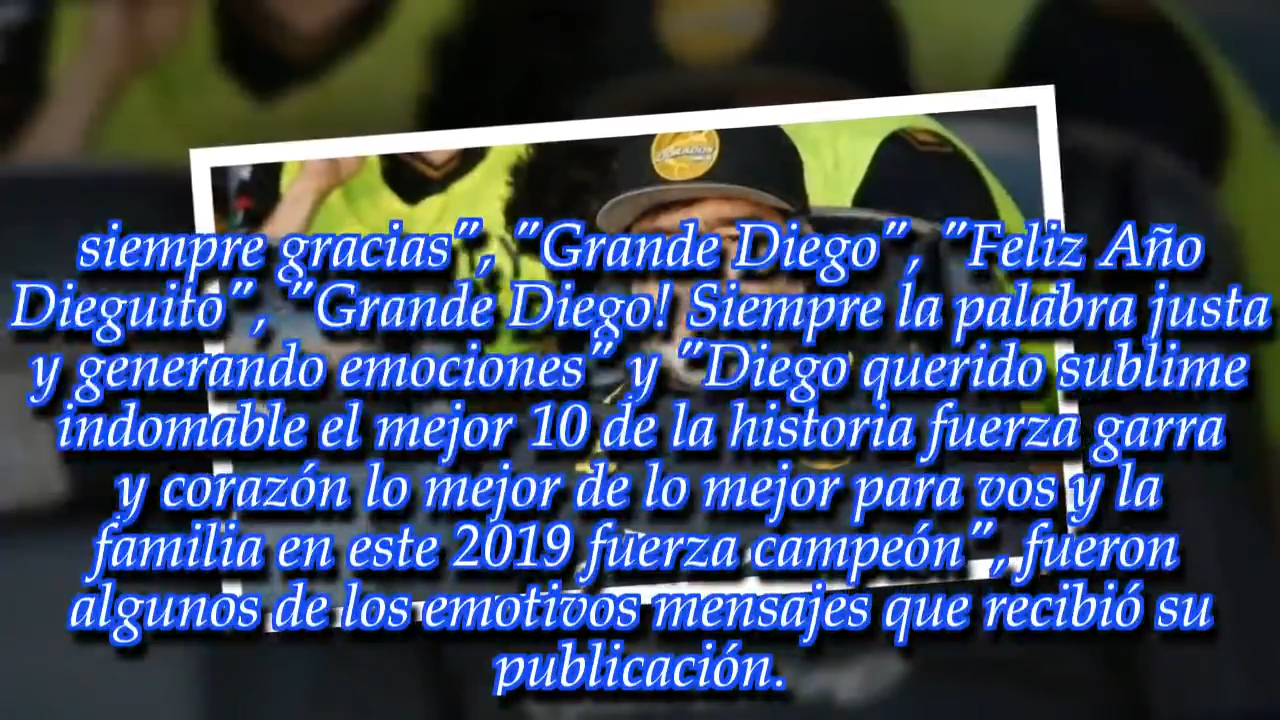 DORADOS
siempre gracias", "Grande Diego", "Feliz Año
Dieguito", "Grande Diego! Siempre la palabra justa
y generando emociones" y "Diego querido sublime
indomable el mejor 10 de la historia fuerza garra
y corazón lo mejor de lo mejor para vos y la
familia en este 2019 fuerza campeón", fueron
algunos de los emotivos mensajes que recibió su
publicación.